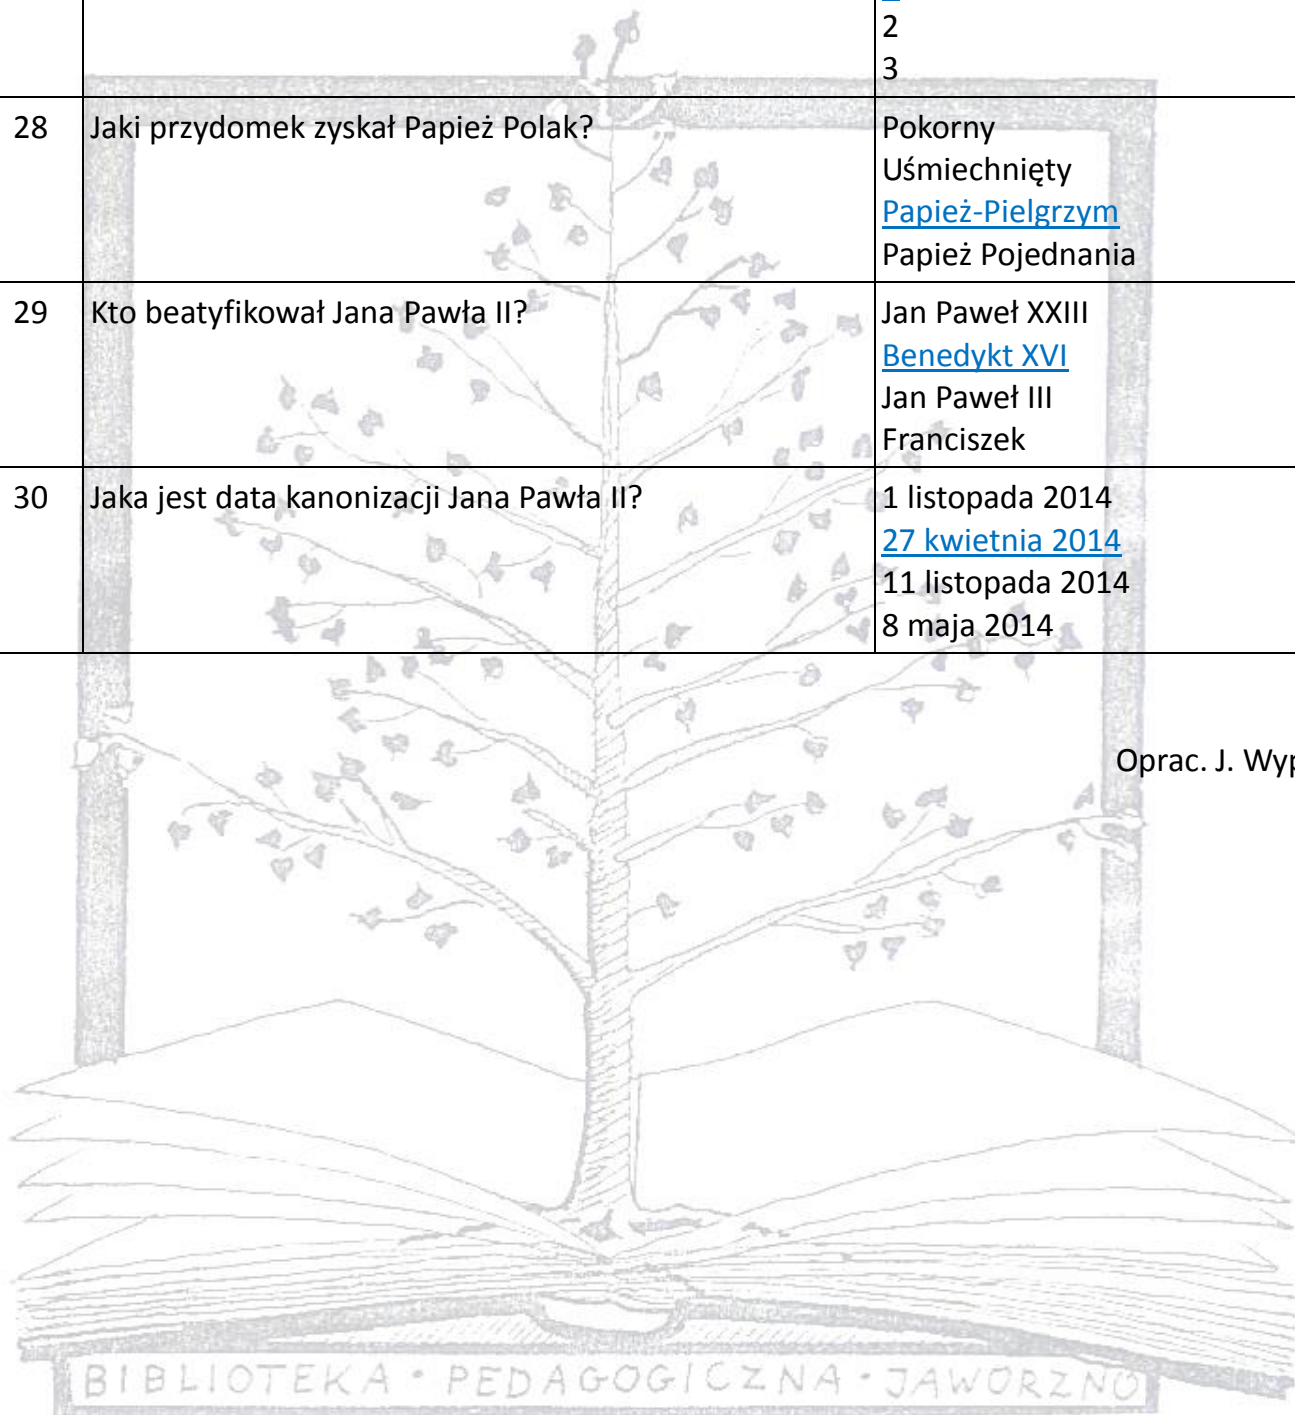 2
3
28 Jaki przydomek zyskał Papież Polak? Pokorny
Uśmiechnięty
Papież-Pielgrzym
Papież Pojednania
29 Kto beatyfikował Jana Pawła II? Jan Paweł XXIII
Benedykt XVI
Jan Paweł III
Franciszek
30 Jaka jest data kanonizacji Jana Pawła II? 1 listopada 2014
27 kwietnia 2014
11 listopada 2014
8 maja 2014
Oprac. J.
BIBLIOTEKA • PEDAGOGICZNA • JAWORZNO